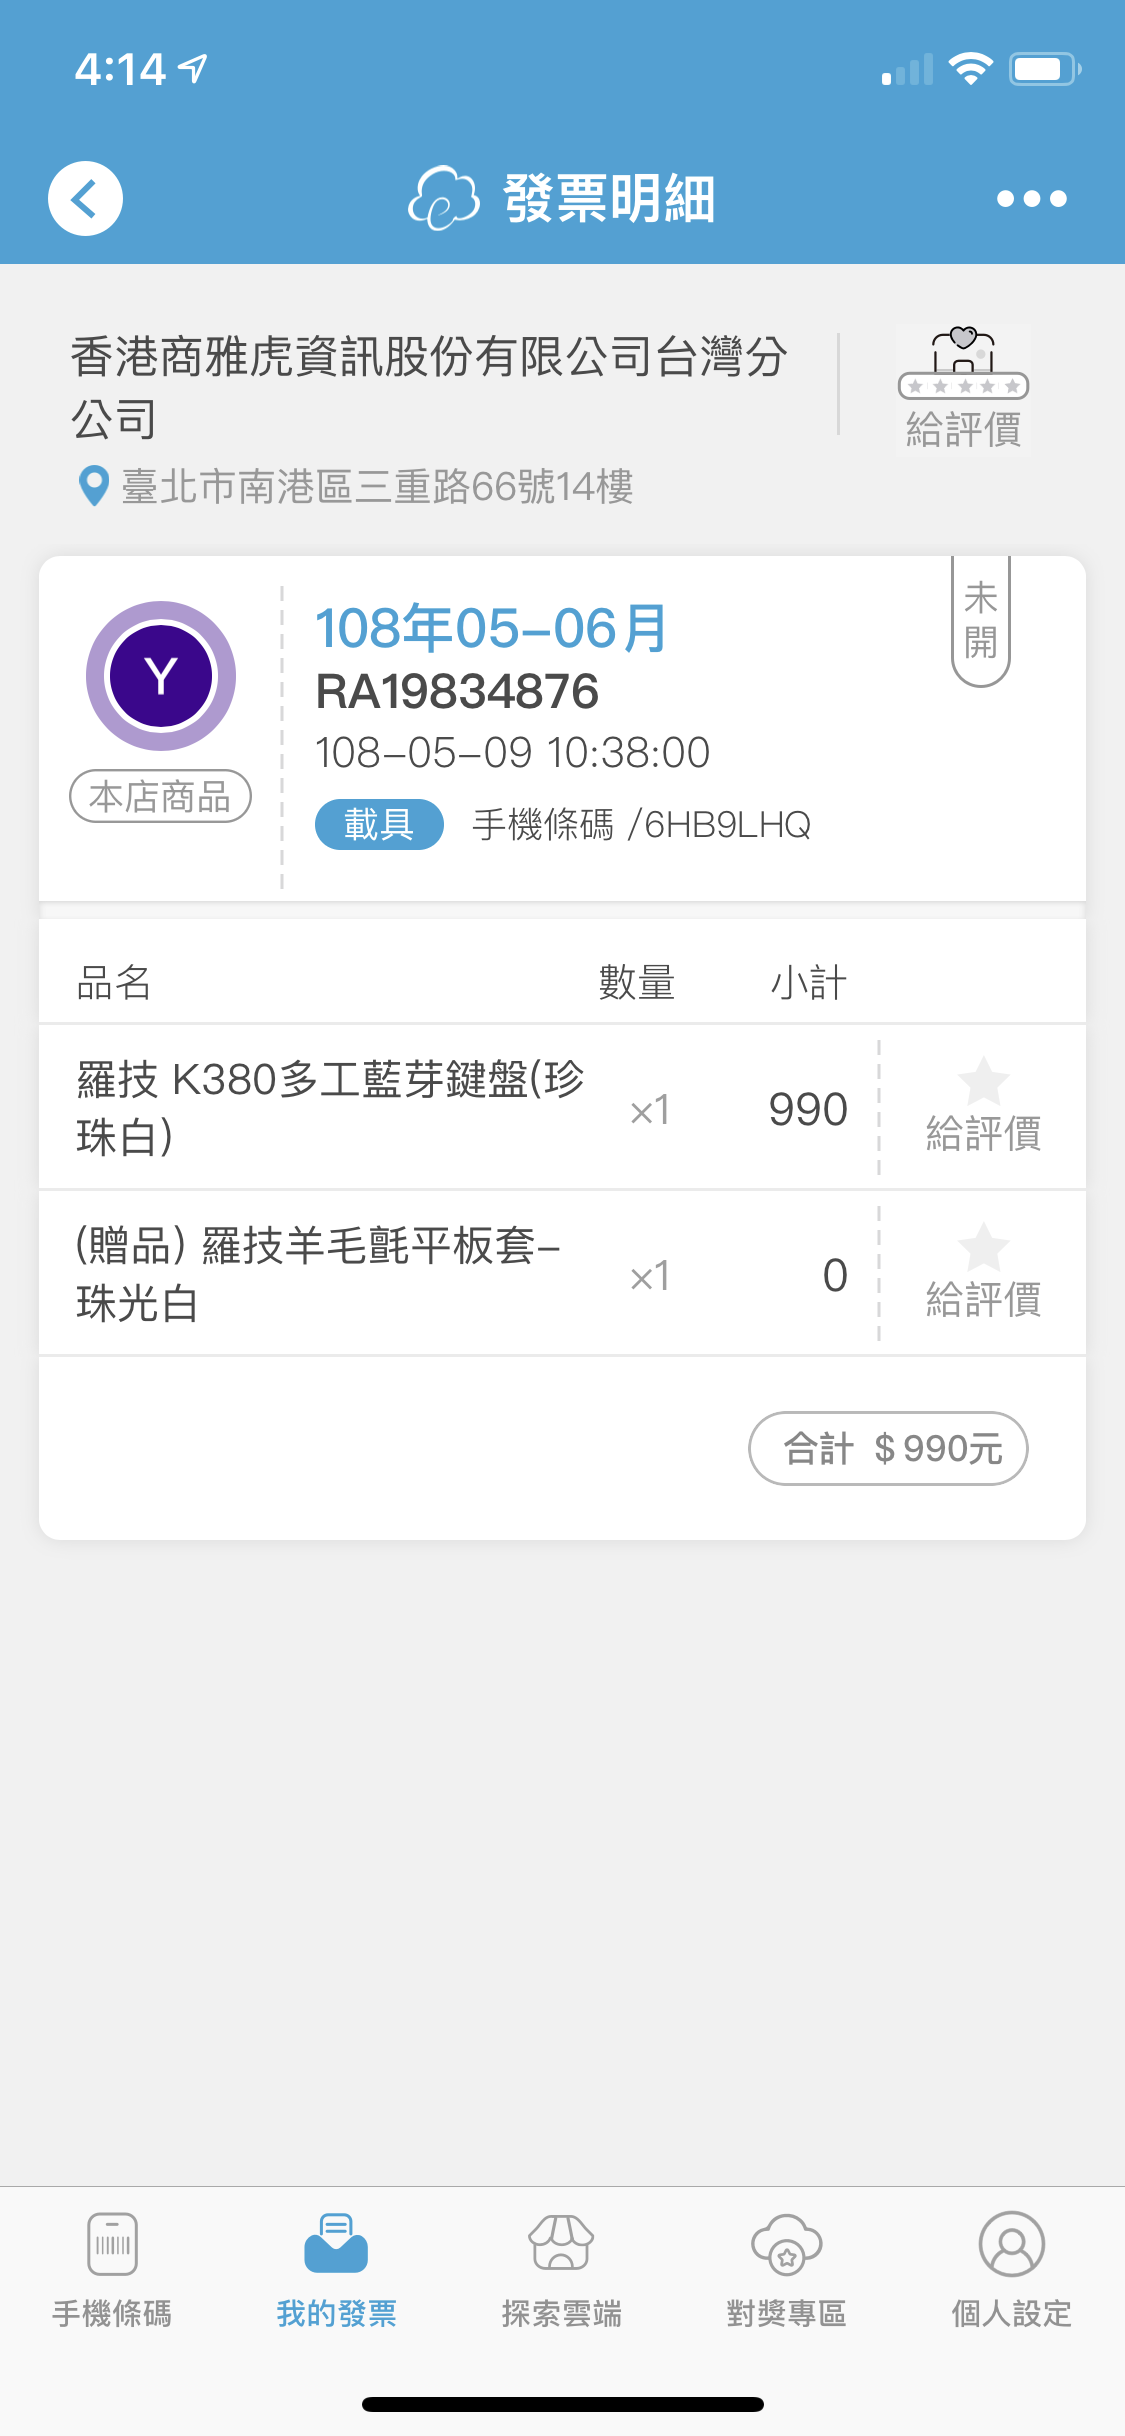 4:14
發票明細
香港商雅虎資訊股份有限公司台灣分
公司
給評價
臺北市南港區三重路66號14樓
未
開
Y
本店商品
108年05-06月
RA19834876
108-05-09 10:38:00
載具 手機條碼 /6HB9LHQ
品名 數量 小計
羅技 K380多工藍芽鍵盤(珍
珠白)
×1 990
給評價
(贈品) 羅技羊毛氈平板套-
珠光白
×1 0
給評價
合計 $990元
手機條碼 我的發票 探索雲端 對獎專區 個人設定